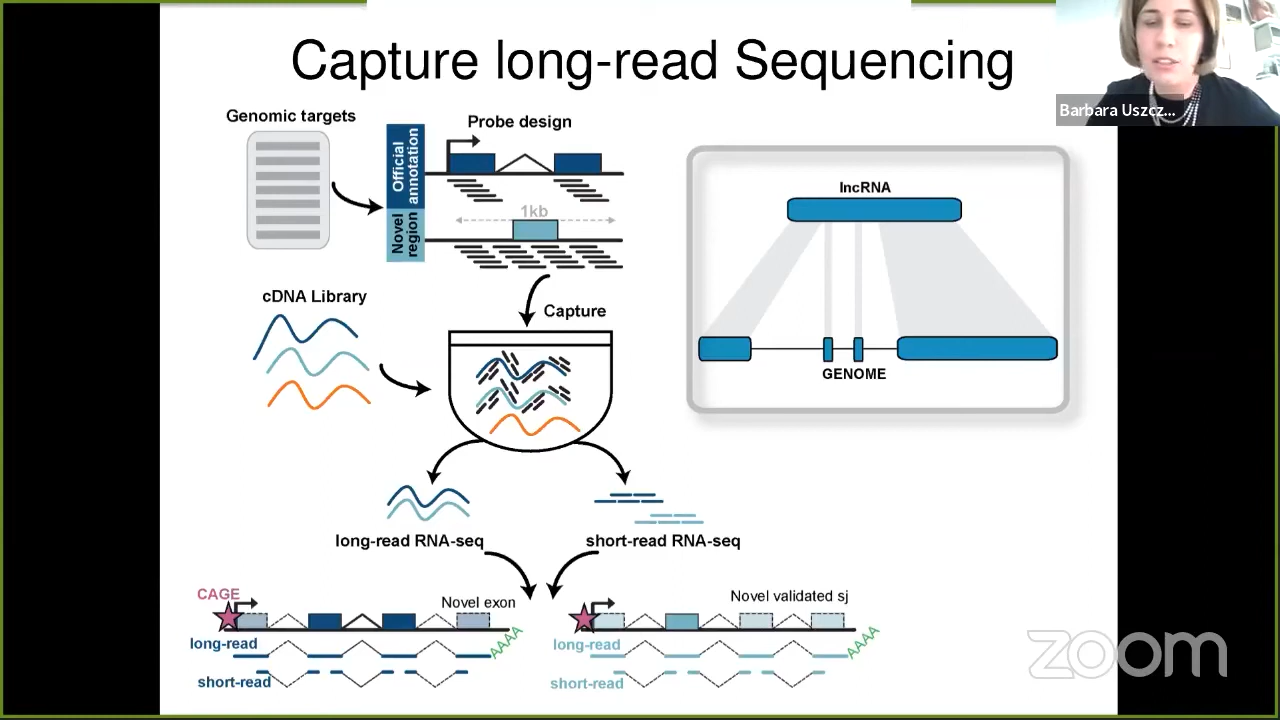 Capture long-read Sequencing
Barbara Uszcz...
Genomic targets
Probe design
Official
annotation
Novel
region
1kb
lncRNA
GENOME
cDNA Library
Capture
long-read RNA-seq
short-read RNA-seq
CAGE
Novel exon
AAAA
long-read
short-read
Novel validated sj
AAAA
long-read
short-read
zoom